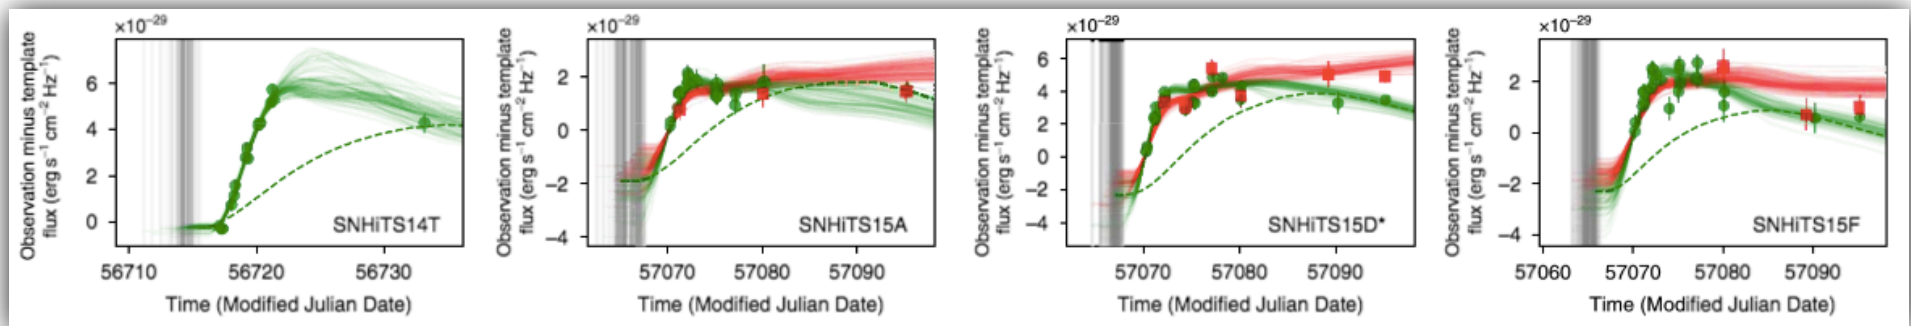 ×10⁻²⁹
Observation minus template
flux (erg s⁻¹ cm⁻² Hz⁻¹)
6
4
2
0
SNHiTS14T
56710 56720 56730
Time (Modified Julian Date)
×10⁻²⁹
Observation minus template
flux (erg s⁻¹ cm⁻² Hz⁻¹)
2
0
−2
−4
SNHiTS15A
57070 57080 57090
Time (Modified Julian Date)
×10⁻²⁹
Observation minus template
flux (erg s⁻¹ cm⁻² Hz⁻¹)
6
4
2
0
−2
−4
SNHiTS15D*
57070 57080 57090
Time (Modified Julian Date)
×10⁻²⁹
Observation minus template
flux (erg s⁻¹ cm⁻² Hz⁻¹)
2
0
−2
−4
SNHiTS15F
57060 57070 57080 57090
Time (Modified Julian Date)